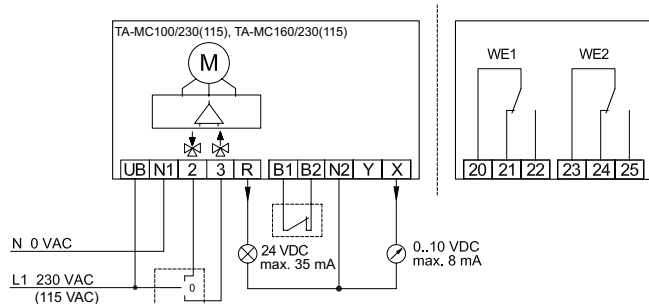 TA-MC100/230(115), TA-MC160/230(115)
M
UB N1 2 3 R B1 B2 N2 Y X
WE1 WE2
20 21 22 23 24 25
N 0 VAC
24 VDC
max. 35 mA
0..10 VDC
max. 8 mA
L1 230 VAC
(115 VAC)
0